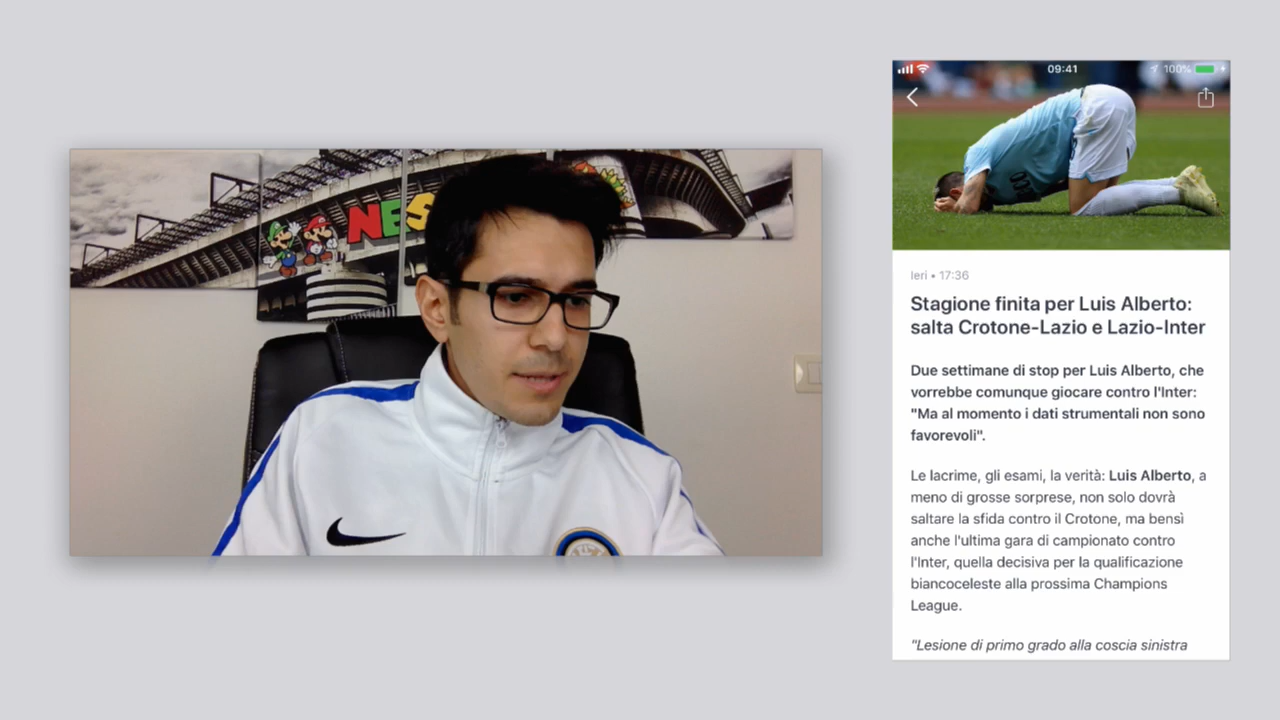 NES
09:41
100%
Ieri • 17:36
Stagione finita per Luis Alberto:
salta Crotone-Lazio e Lazio-Inter
Due settimane di stop per Luis Alberto, che
vorrebbe comunque giocare contro l'Inter:
"Ma al momento i dati strumentali non sono
favorevoli".
Le lacrime, gli esami, la verità: Luis Alberto, a
meno di grosse sorprese, non solo dovrà
saltare la sfida contro il Crotone, ma bensì
anche l'ultima gara di campionato contro
l'Inter, quella decisiva per la qualificazione
biancoceleste alla prossima Champions
League.
"Lesione di primo grado alla coscia sinistra